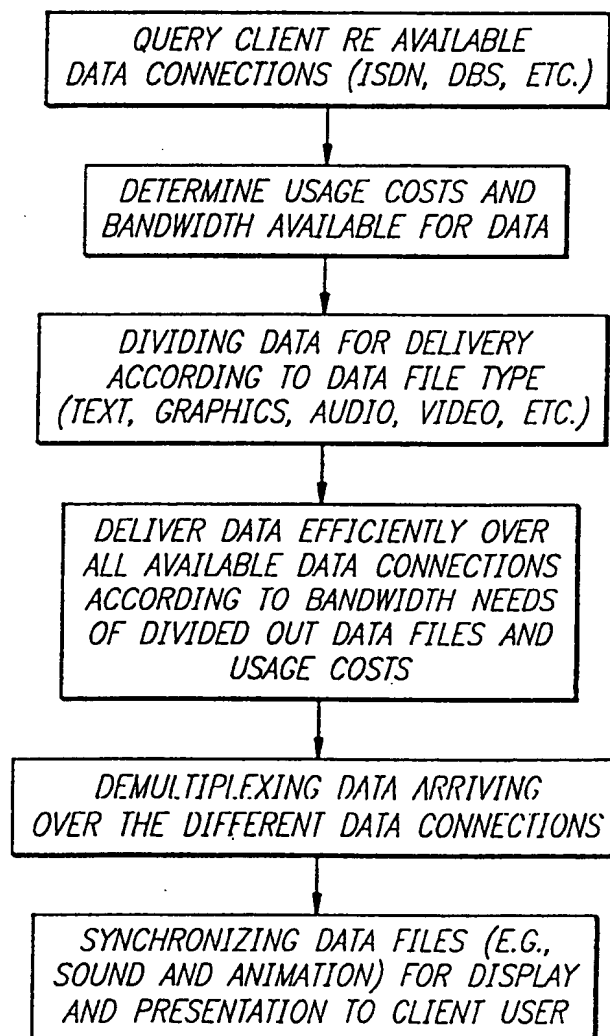 QUERY CLIENT RE AVAILABLE
DATA CONNECTIONS (ISDN, DBS, ETC.)
DETERMINE USAGE COSTS AND
BANDWIDTH AVAILABLE FOR DATA
DIVIDING DATA FOR DELIVERY
ACCORDING TO DATA FILE TYPE
(TEXT, GRAPHICS, AUDIO, VIDEO, ETC.)
DELIVER DATA EFFICIENTLY OVER
ALL AVAILABLE DATA CONNECTIONS
ACCORDING TO BANDWIDTH NEEDS
OF DIVIDED OUT DATA FILES AND
USAGE COSTS
DEMULTIPLEXING DATA ARRIVING
OVER THE DIFFERENT DATA CONNECTIONS
SYNCHRONIZING DATA FILES (E.G.,
SOUND AND ANIMATION) FOR DISPLAY
AND PRESENTATION TO CLIENT USER